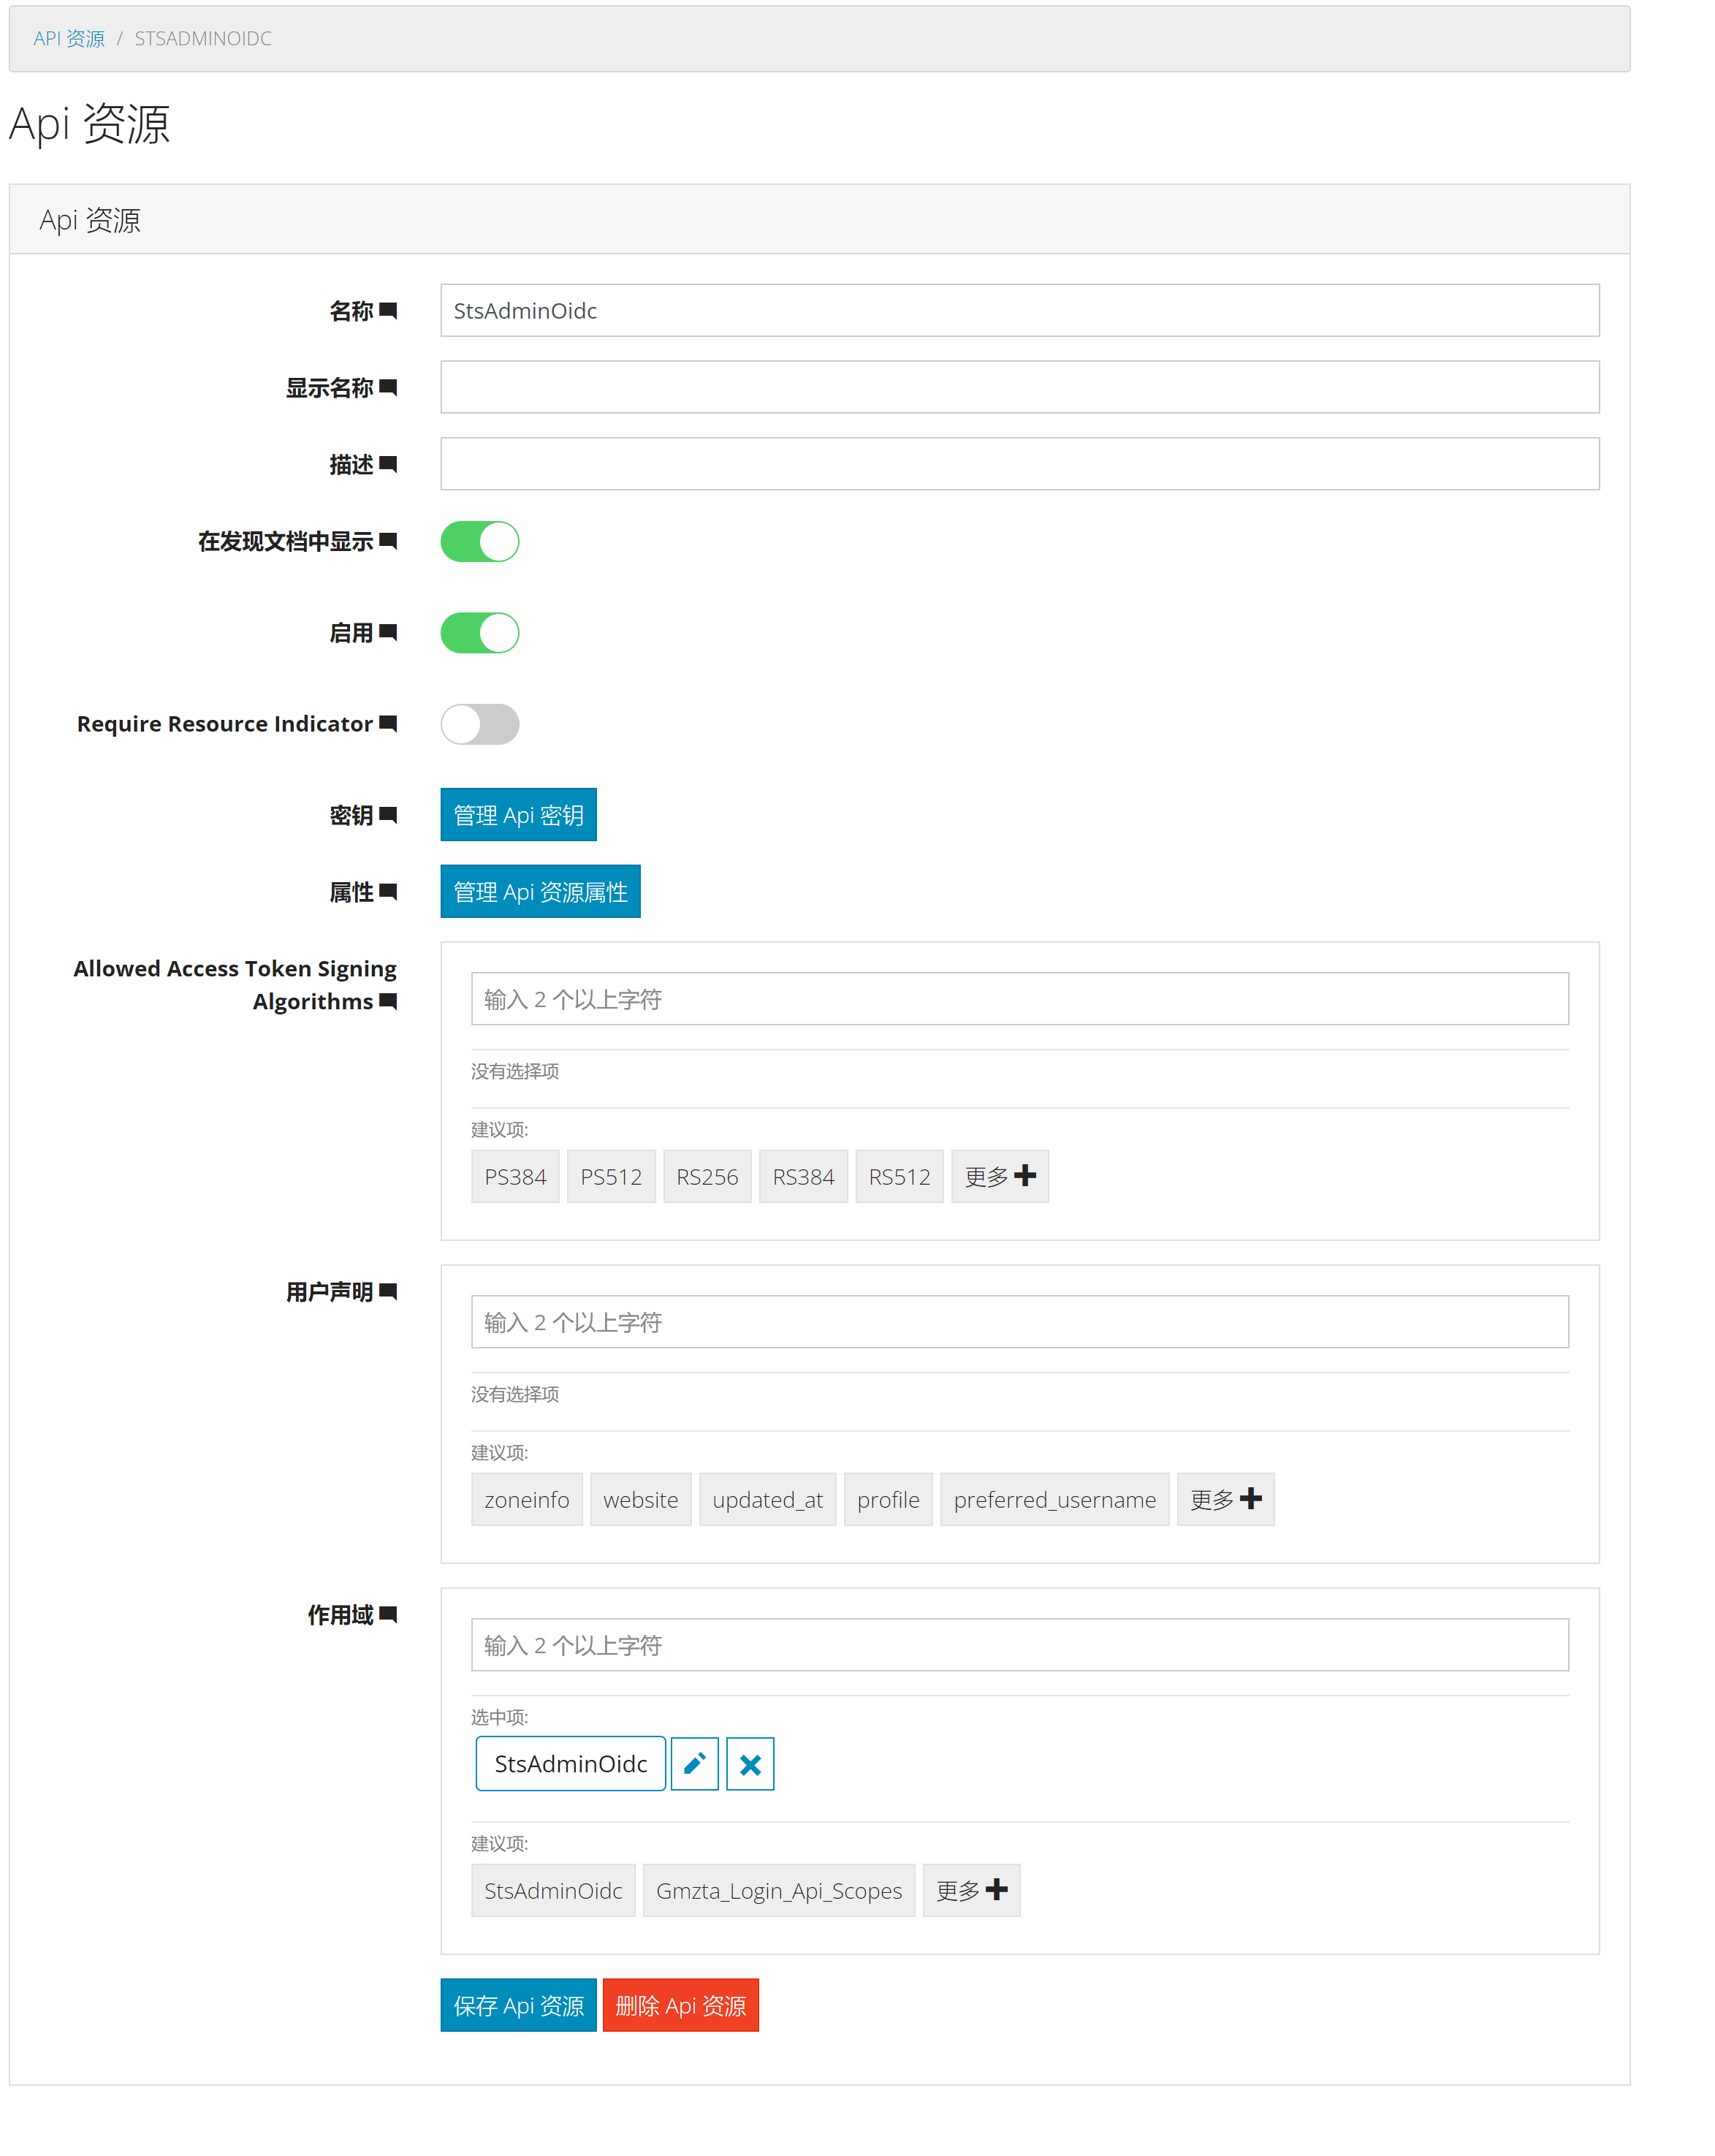 API 资源 / STSADMINOIDC
Api 资源
Api 资源
名称
StsAdminOidc
显示名称
描述
在发现文档中显示
启用
Require Resource Indicator
密钥
管理 Api 密钥
属性
管理 Api 资源属性
Allowed Access Token Signing
Algorithms
输入 2 个以上字符
没有选择项
建议项:
PS384 PS512 RS256 RS384 RS512 更多
用户声明
输入 2 个以上字符
没有选择项
建议项:
zoneinfo website updated_at profile preferred_username 更多
作用域
输入 2 个以上字符
选中项:
StsAdminOidc
建议项:
StsAdminOidc Gmzta_Login_Api_Scopes 更多
保存 Api 资源 删除 Api 资源